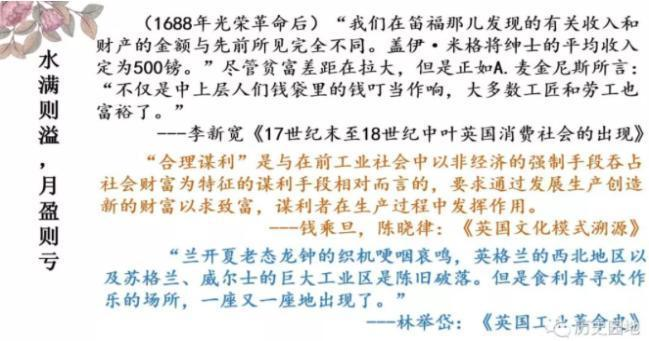 水满则溢，月盈则亏
（1688年光荣革命后）“我们在笛福那儿发现的有关收入和
财产的金额与先前所见完全不同。盖伊·米格将绅士的平均收入
定为500镑。”尽管贫富差距在拉大，但是正如A.麦金尼斯所言：
“不仅是中上层人们钱袋里的钱叮当作响，大多数工匠和劳工也
富裕了。”
---李新宽《17世纪末至18世纪中叶英国消费社会的出现》
“合理谋利”是与在前工业社会中以非经济的强制手段吞占
社会财富为特征的谋利手段相对而言的，要求通过发展生产创造
新的财富以求致富，谋利者在生产过程中发挥作用。
---钱乘旦，陈晓律：《英国文化模式溯源》
“兰开夏老态龙钟的织机哽咽哀鸣，英格兰的西北地区以
及苏格兰、威尔士的巨大工业区是陈旧破落。但是食利者寻欢作
乐的场所，一座又一座地出现了。”
---林举岱：《英国工业革命史》
历史园地